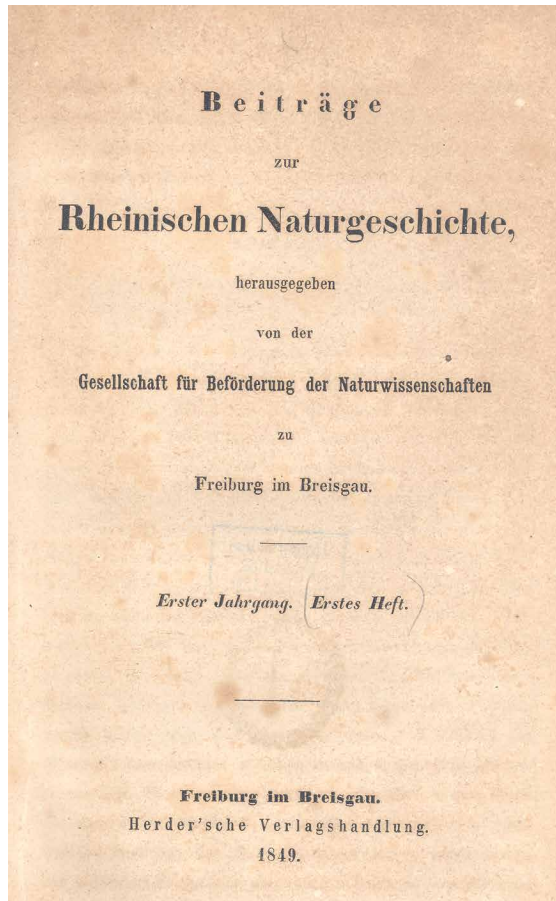 Beiträge
zur
Rheinischen Naturgeschichte,
herausgegeben
von der
Gesellschaft für Beförderung der Naturwissenschaften
zu
Freiburg im Breisgau.
Erster Jahrgang. (Erstes Heft.)
Freiburg im Breisgau.
Herder'sche Verlagshandlung.
1849.